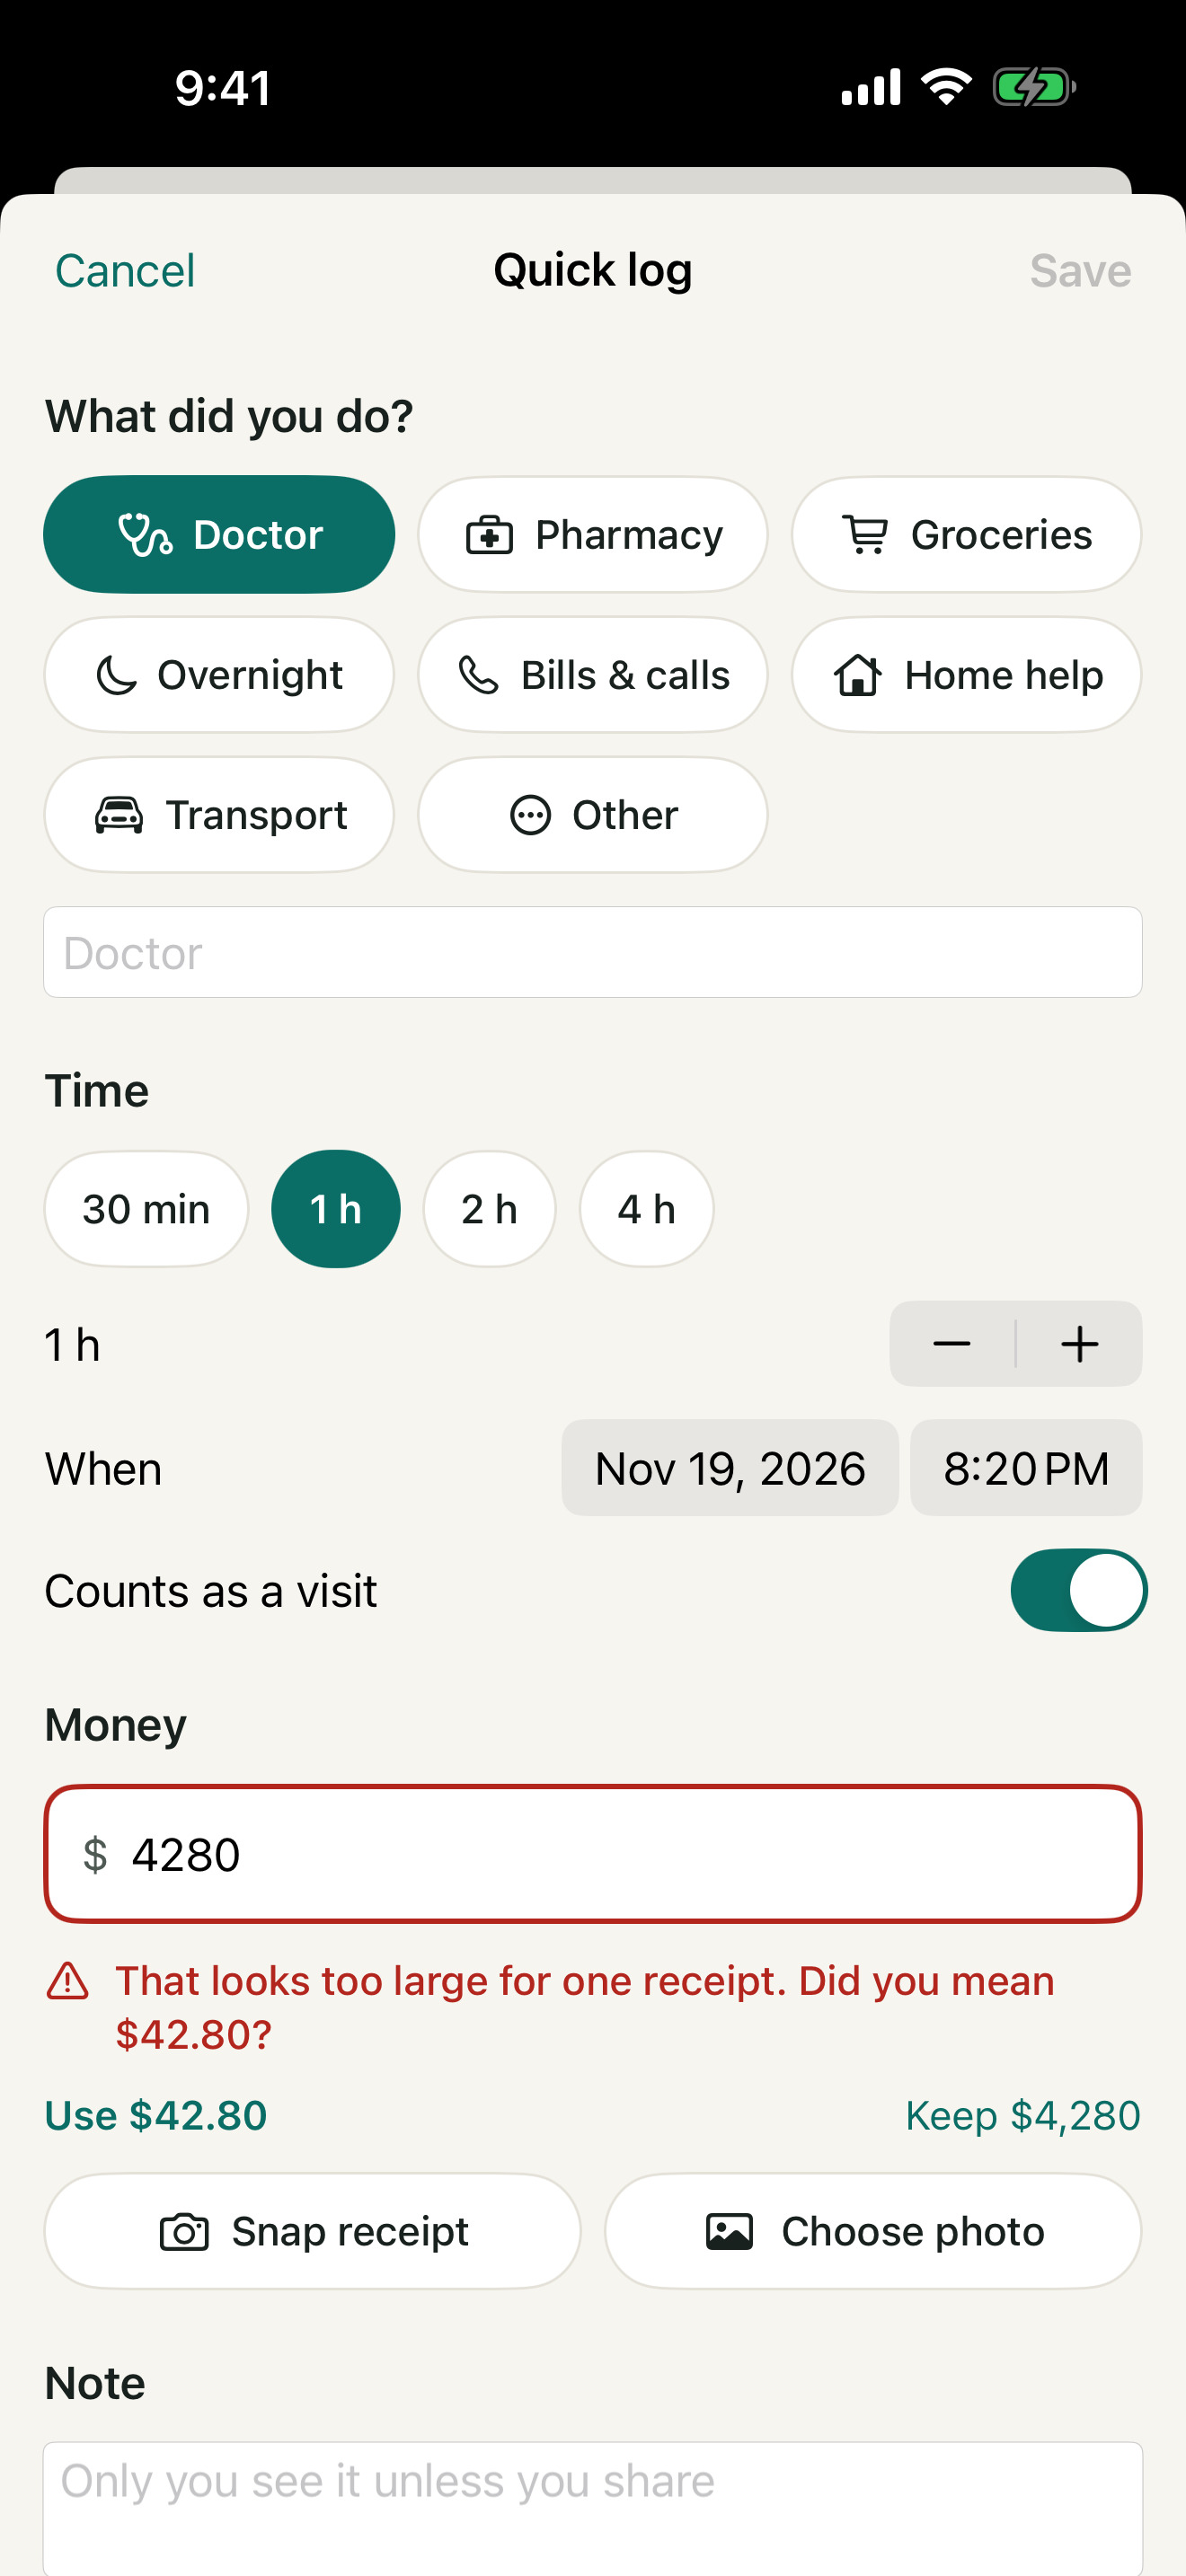 9:41
Cancel
Quick log
Save
What did you do?
Doctor
Pharmacy
Groceries
Overnight
Bills & calls
Home help
Transport
Other
Doctor
Time
30 min
1 h
2 h
4 h
1 h
When
Nov 19, 2026
8:20 PM
Counts as a visit
Money
$ 4280
That looks too large for one receipt. Did you mean
$42.80?
Use $42.80
Keep $4,280
Snap receipt
Choose photo
Note
Only you see it unless you share